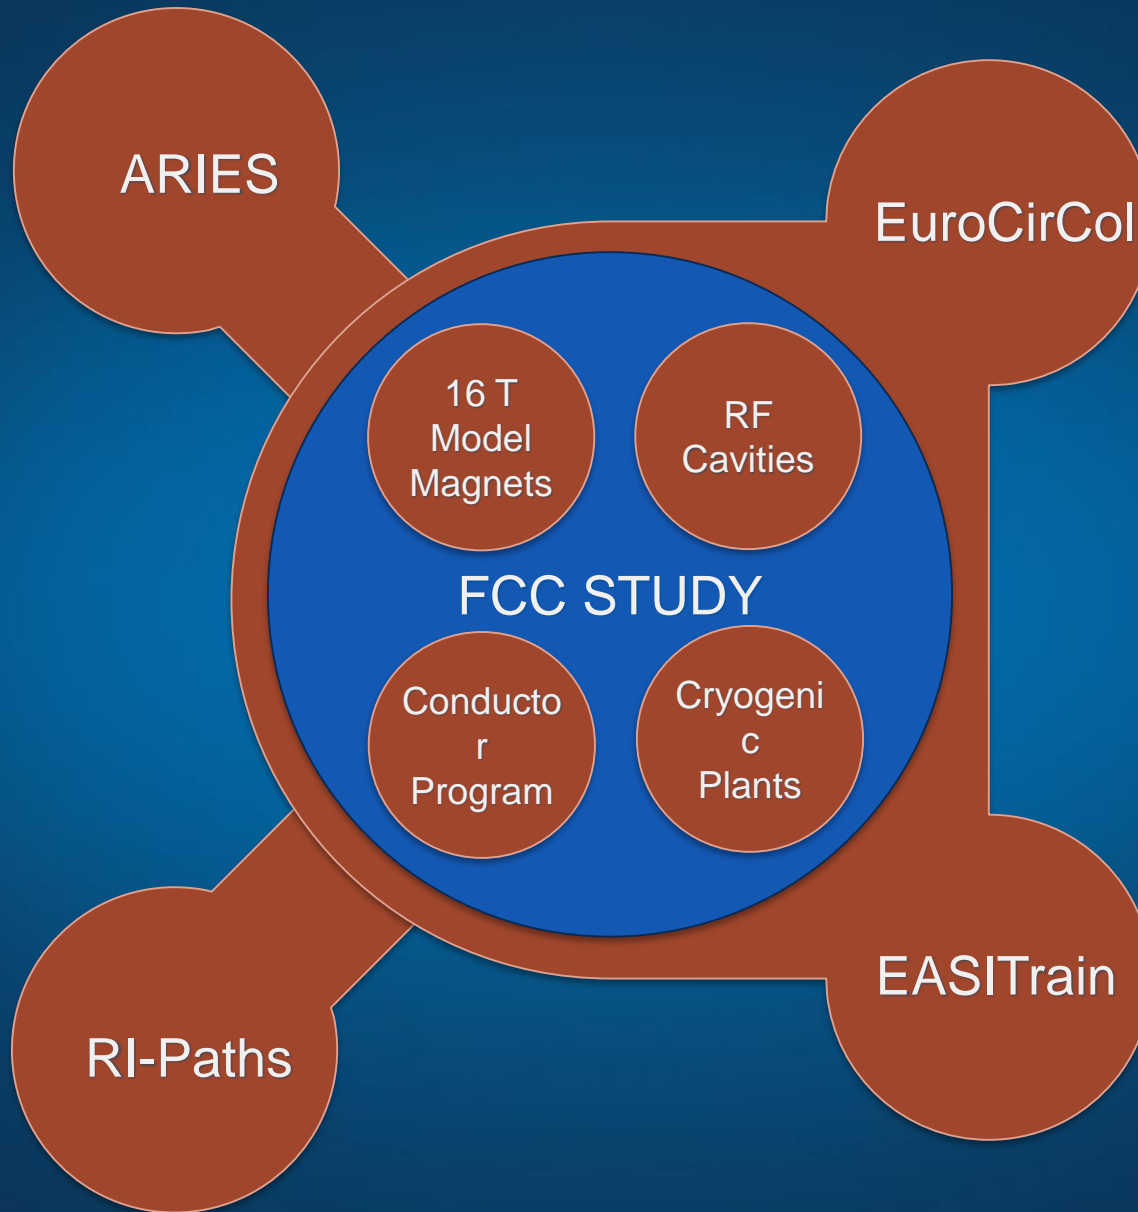 ARIES
EuroCirCol
16 T
Model
Magnets
RF
Cavities
FCC STUDY
Conducto
r
Program
Cryogeni
c
Plants
EASITrain
RI-Paths